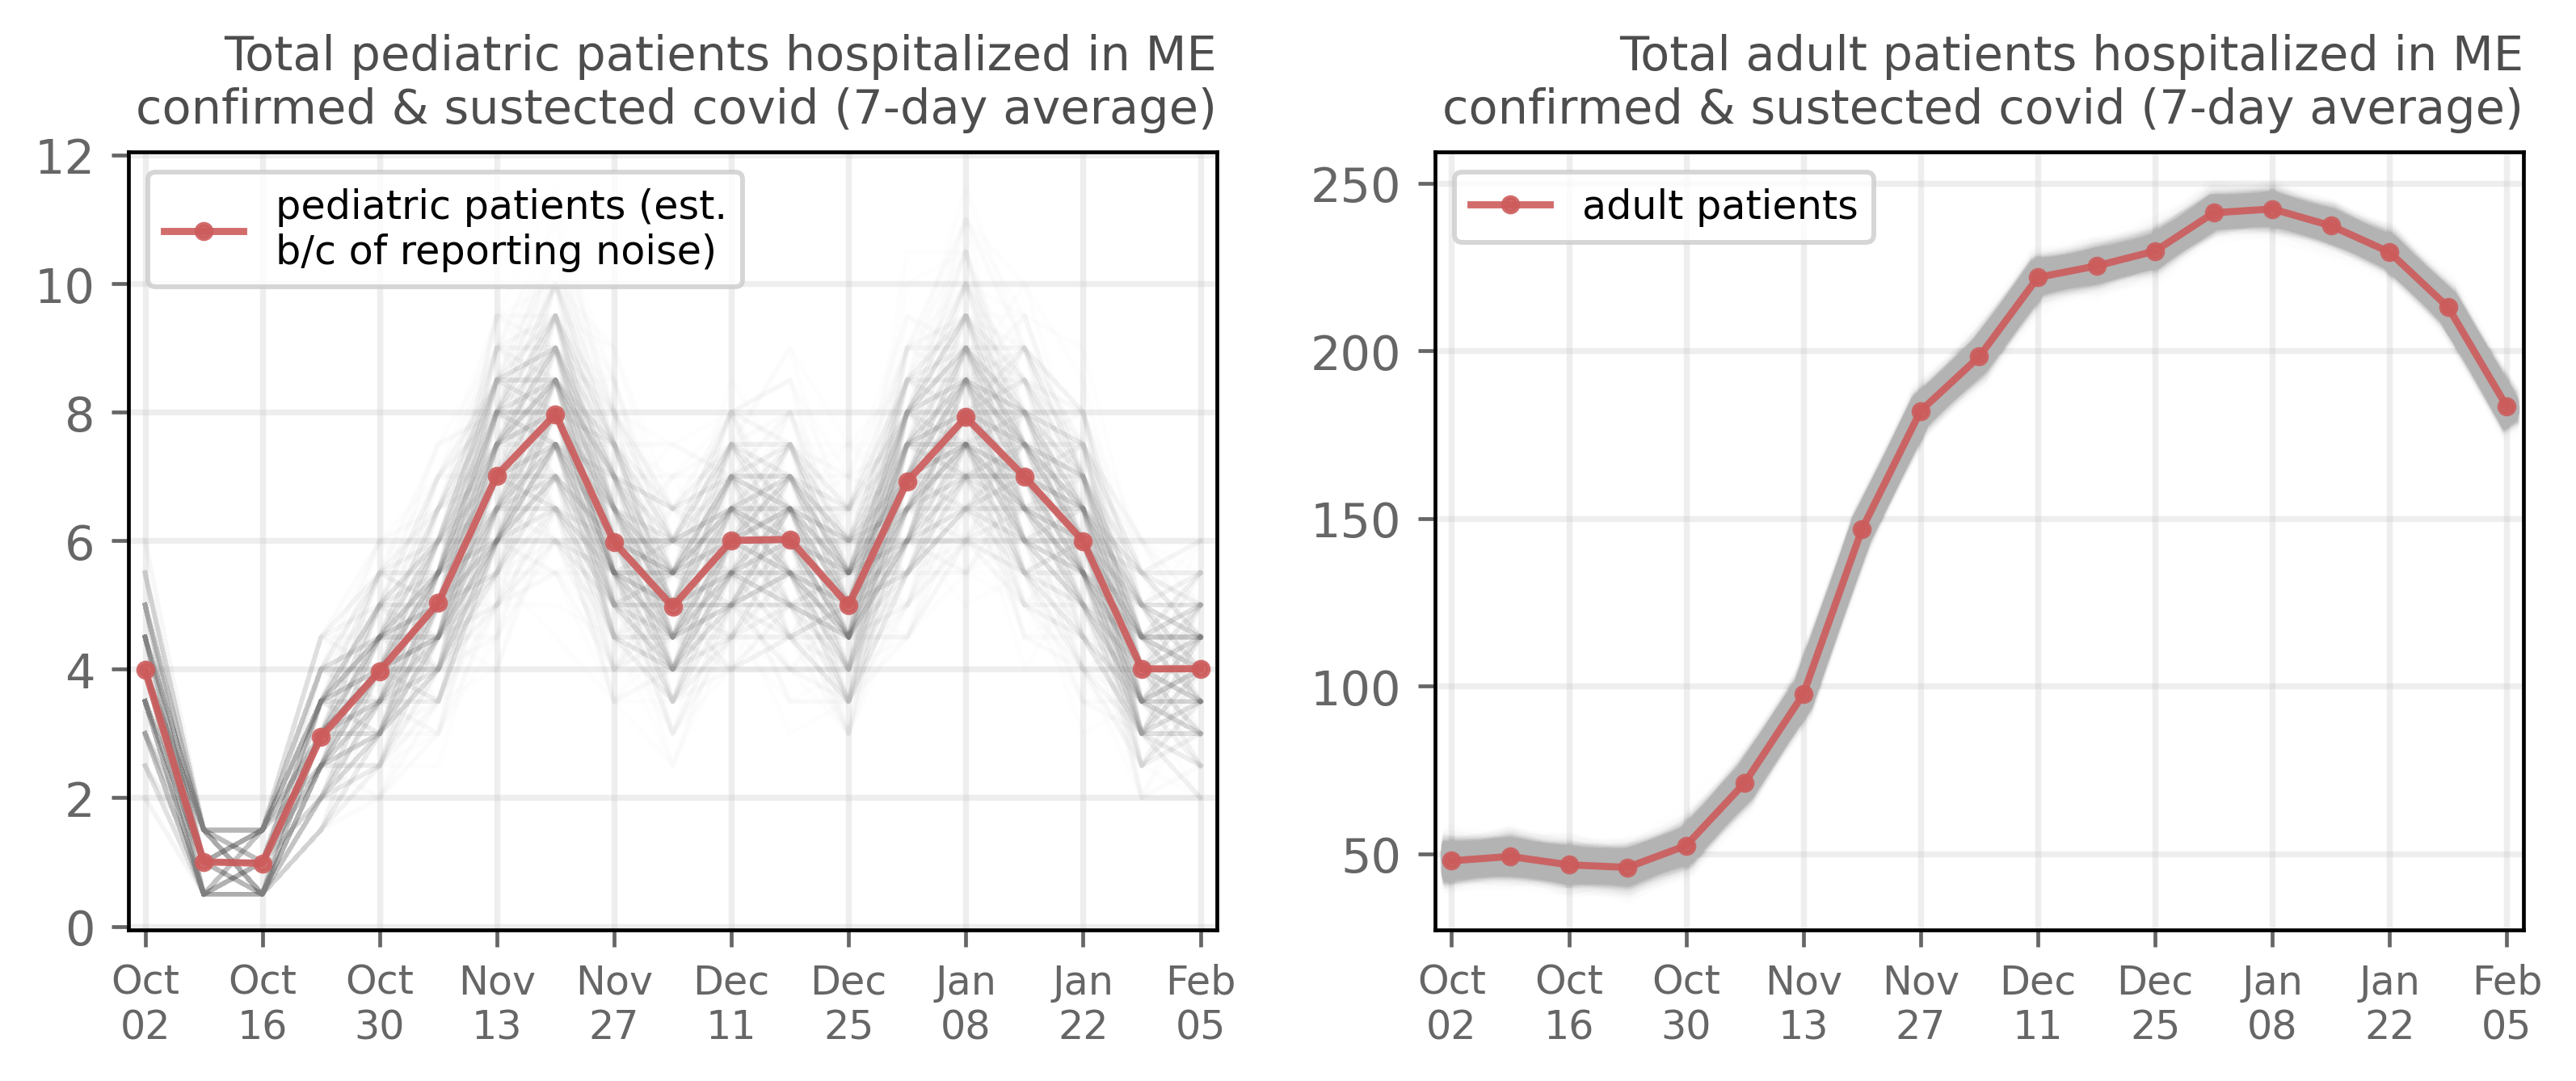 Total pediatric patients hospitalized in ME
confirmed & sustected covid (7-day average)
12
10
8
6
4
2
0
pediatric patients (est.
b/c of reporting noise)
Oct Oct Oct Nov Nov Dec Dec Jan Jan Feb
02 16 30 13 27 11 25 08 22 05
Total adult patients hospitalized in ME
confirmed & sustected covid (7-day average)
250
200
150
100
50
adult patients
Oct Oct Oct Nov Nov Dec Dec Jan Jan Feb
02 16 30 13 27 11 25 08 22 05